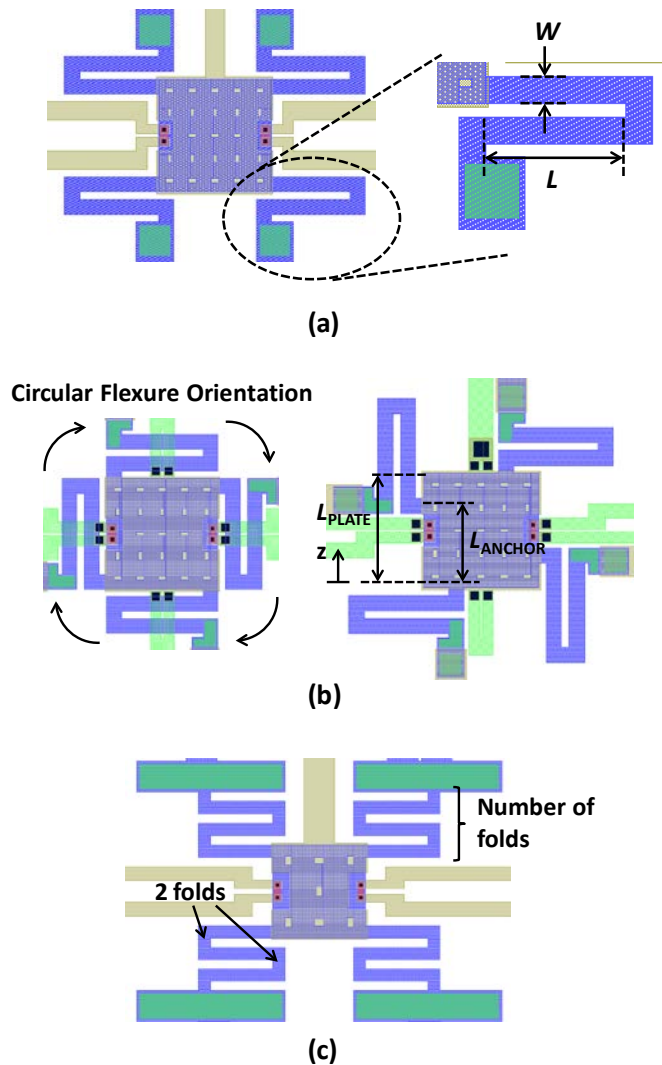 W
L
(a)
Circular Flexure Orientation
LPLATE
LANCHOR
z
(b)
Number of
folds
2 folds
(c)